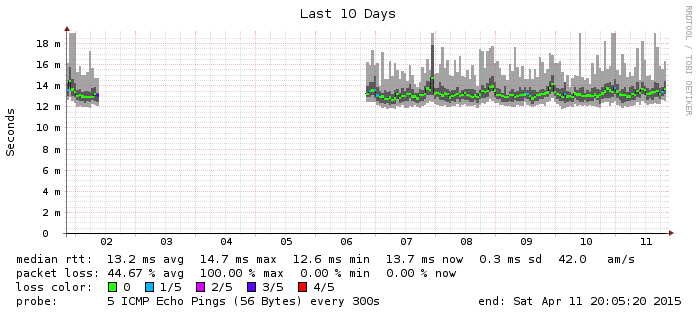 Last 10 Days
RRDTOOL / TOBI OETIKER
Seconds
18 m
16 m
14 m
12 m
10 m
8 m
6 m
4 m
2 m
0
02 03 04 05 06 07 08 09 10 11
median rtt: 13.2 ms avg 14.7 ms max 12.6 ms min 13.7 ms now 0.3 ms sd 42.0 am/s
packet loss: 44.67 % avg 100.00 % max 0.00 % min 0.00 % now
loss color: 0 1/5 2/5 3/5 4/5
probe: 5 ICMP Echo Pings (56 Bytes) every 300s end: Sat Apr 11 20:05:20 2015